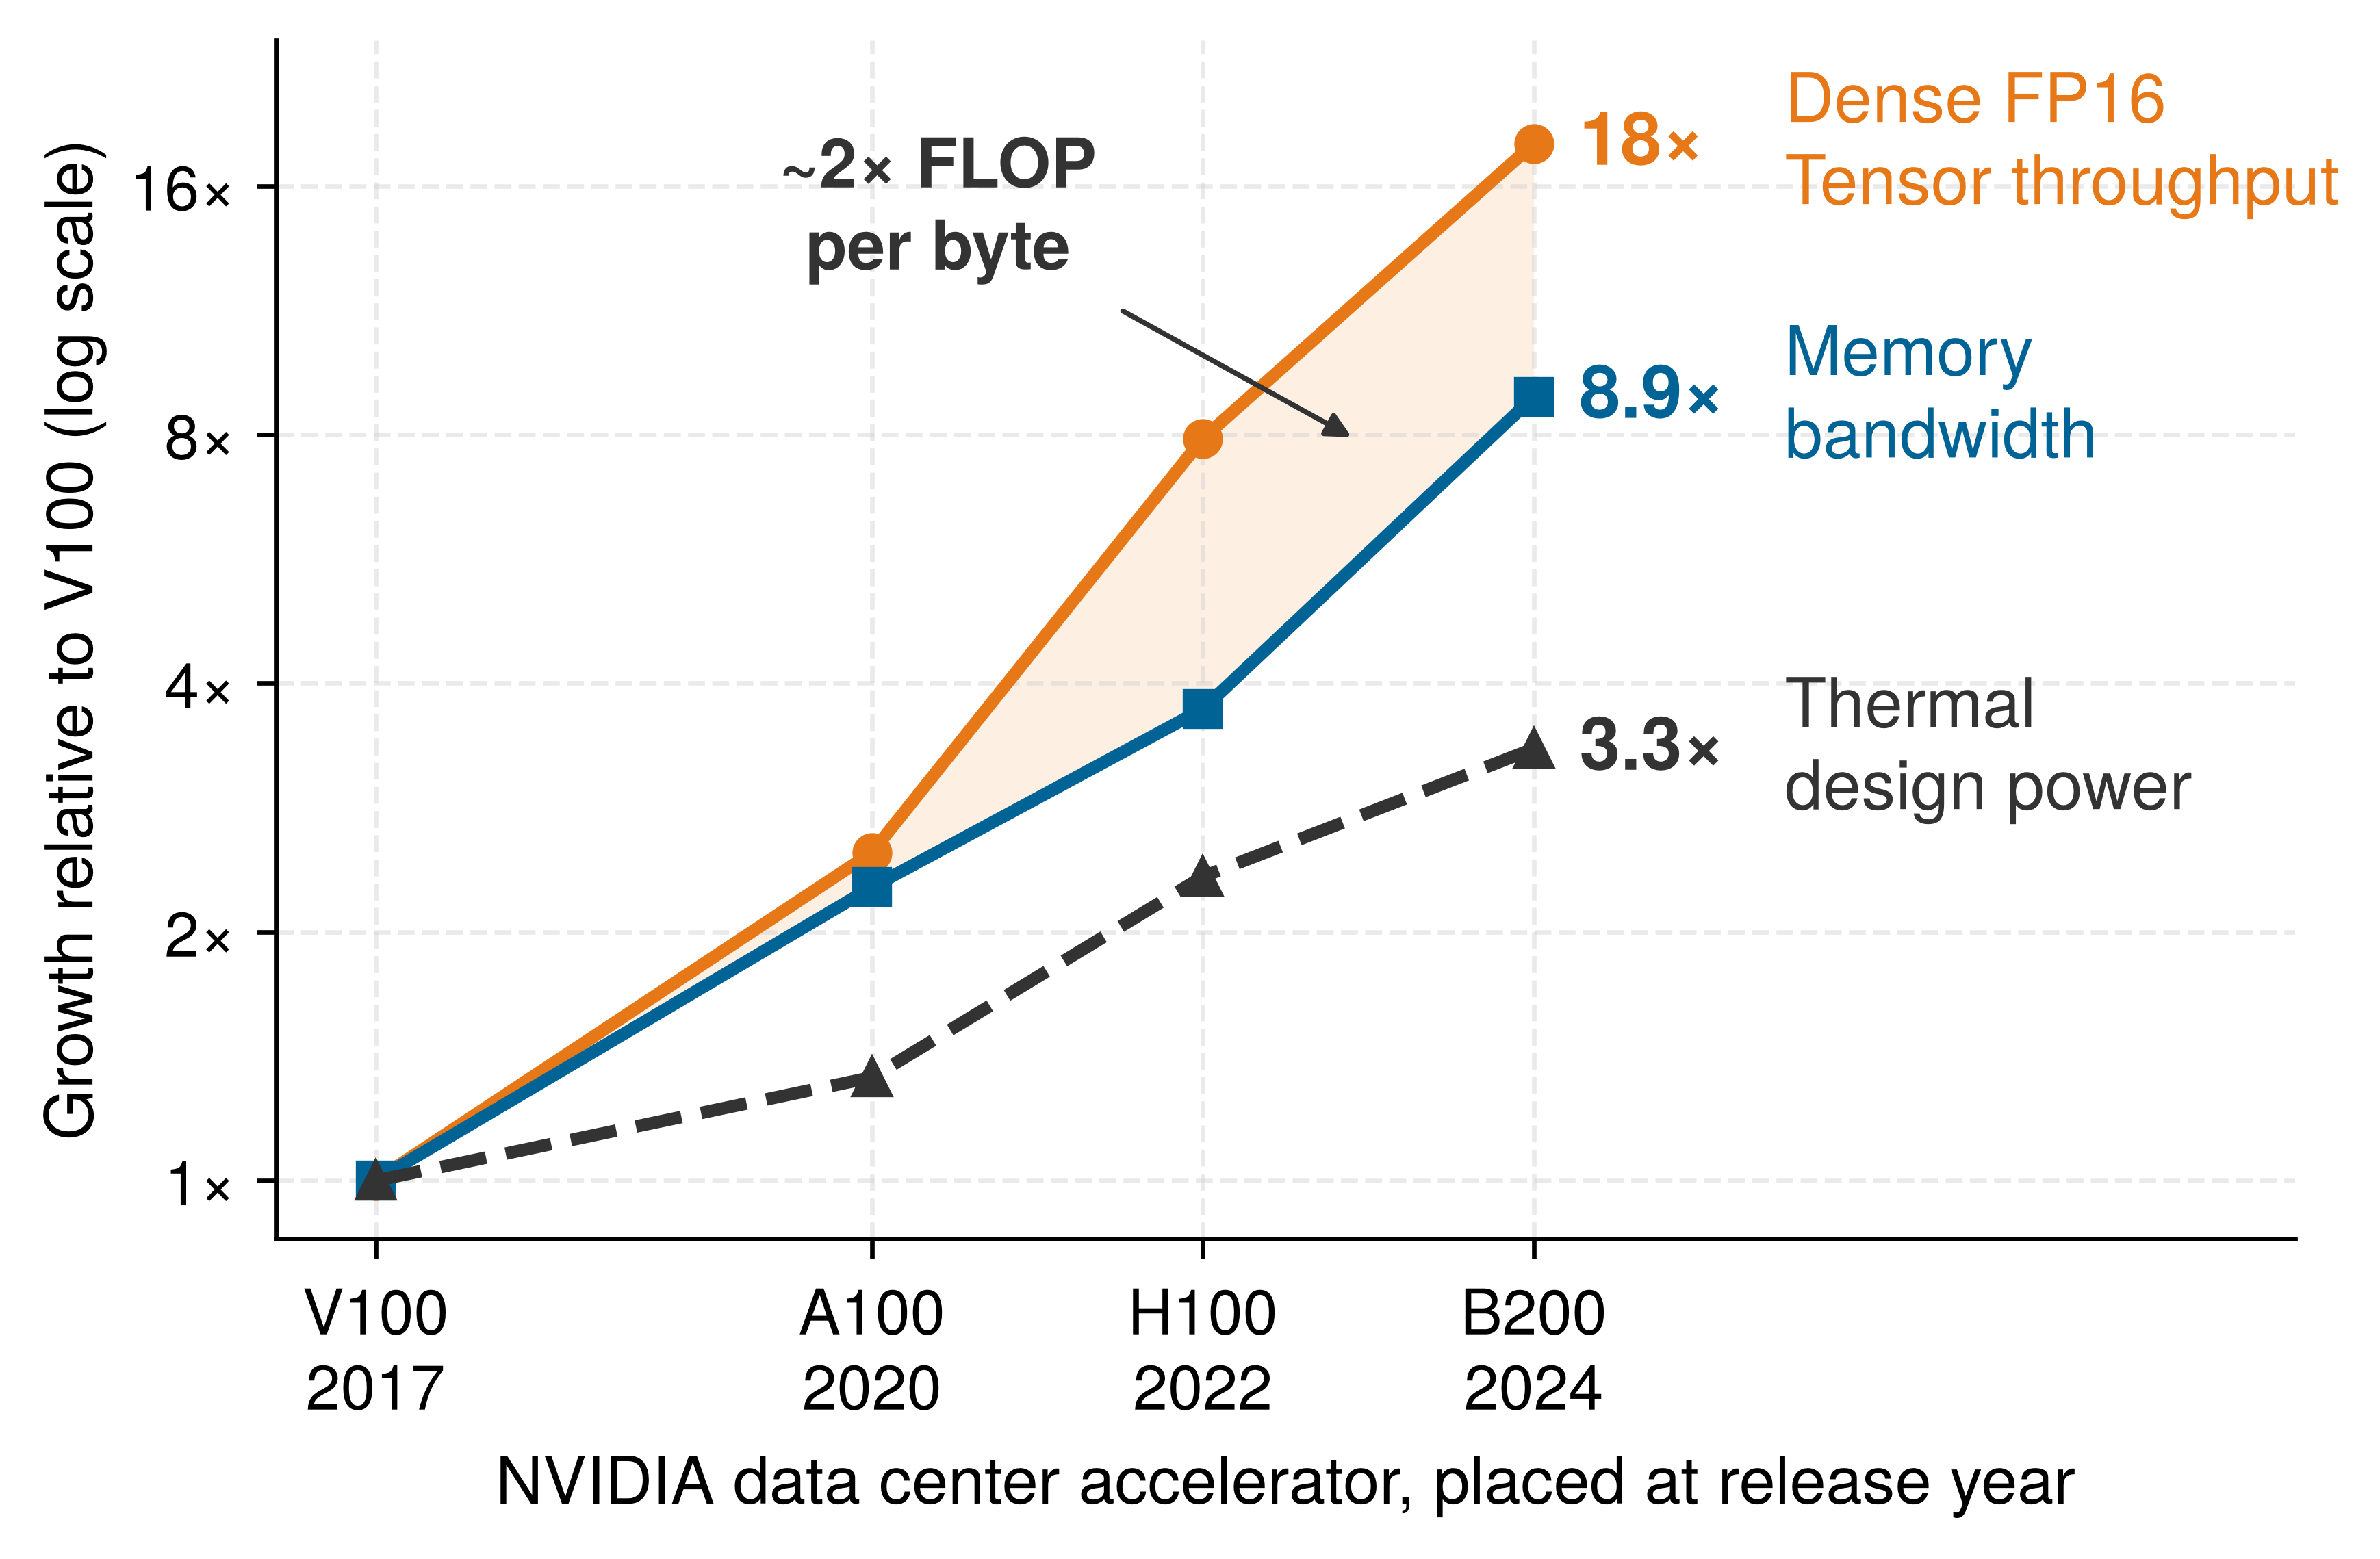 Growth relative to V100 (log scale)
16×
8×
4×
2×
1×
~2× FLOP
per byte
18×
Dense FP16
Tensor throughput
8.9×
Memory
bandwidth
3.3×
Thermal
design power
V100
2017
A100
2020
H100
2022
B200
2024
NVIDIA data center accelerator, placed at release year